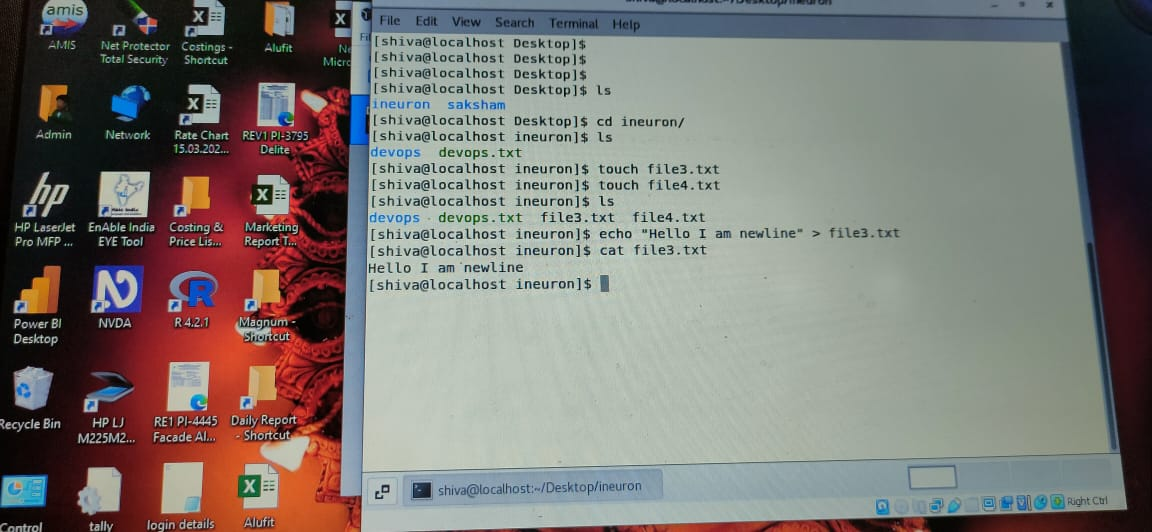 amis
AMIS
Net Protector
Total Security
Costings -
Shortcut
Alufit
Admin
Network
Rate Chart
15.03.202...
REV1 PI-3795
Delite
hp
HP LaserJet
Pro MFP ...
EnAble India
EYE Tool
Costing &
Price Lis...
Marketing
Report T...
Power BI
Desktop
NVDA
R 4.2.1
Magnum -
Shortcut
Recycle Bin
HP LJ
M225M2...
RE1 PI-4445
Facade Al...
Daily Report
- Shortcut
Control
tally
login details
Alufit
File Edit View Search Terminal Help
[shiva@localhost Desktop]$
[shiva@localhost Desktop]$
[shiva@localhost Desktop]$
[shiva@localhost Desktop]$ ls
ineuron saksham
[shiva@localhost Desktop]$ cd ineuron/
[shiva@localhost ineuron]$ ls
devops devops.txt
[shiva@localhost ineuron]$ touch file3.txt
[shiva@localhost ineuron]$ touch file4.txt
[shiva@localhost ineuron]$ ls
devops devops.txt file3.txt file4.txt
[shiva@localhost ineuron]$ echo "Hello I am newline" > file3.txt
[shiva@localhost ineuron]$ cat file3.txt
Hello I am newline
[shiva@localhost ineuron]$
shiva@localhost:~/Desktop/ineuron
Right Ctrl